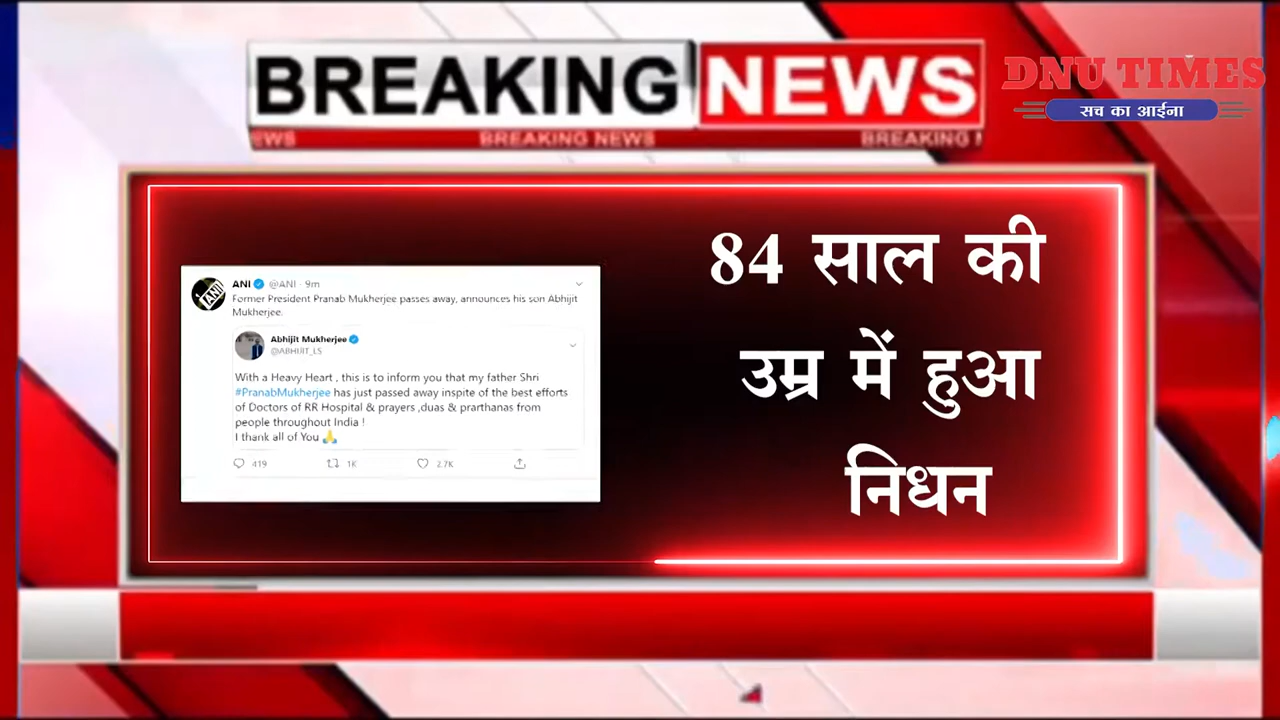 BREAKING NEWS
DNU TIMES
सच का आईना
EWS BREAKING NEWS BREAKING N
84 साल की
उम्र में हुआ
निधन
ANI @ANI · 9m
Former President Pranab Mukherjee passes away, announces his son Abhijit
Mukherjee.
Abhijit Mukherjee
@ABHIJIT_LS
With a Heavy Heart , this is to inform you that my father Shri
#PranabMukherjee has just passed away inspite of the best efforts
of Doctors of RR Hospital & prayers ,duas & prarthanas from
people throughout India !
I thank all of You 🙏
419 1K 2.7K